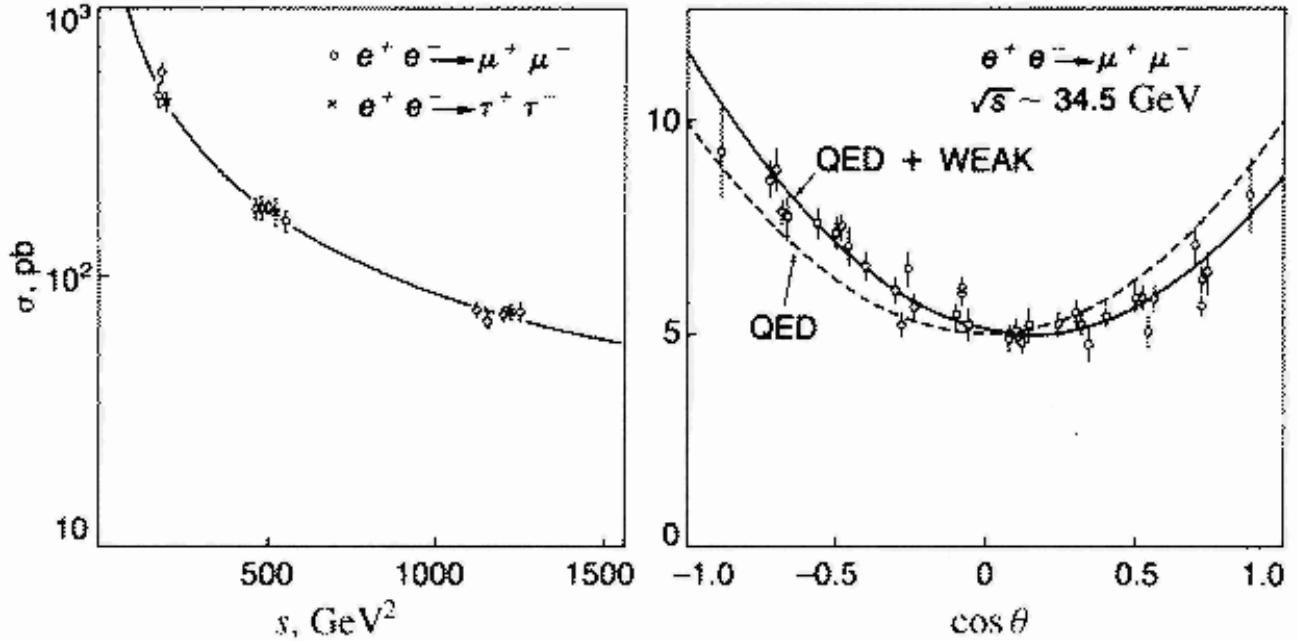 10³
10²
10
σ, pb
e⁺ e⁻ → μ⁺ μ⁻
e⁺ e⁻ → τ⁺ τ⁻
500
1000
1500
s, GeV²
e⁺ e⁻ → μ⁺ μ⁻
√s ~ 34.5 GeV
10
QED + WEAK
5
QED
0
−1.0
−0.5
0
0.5
1.0
cos θ